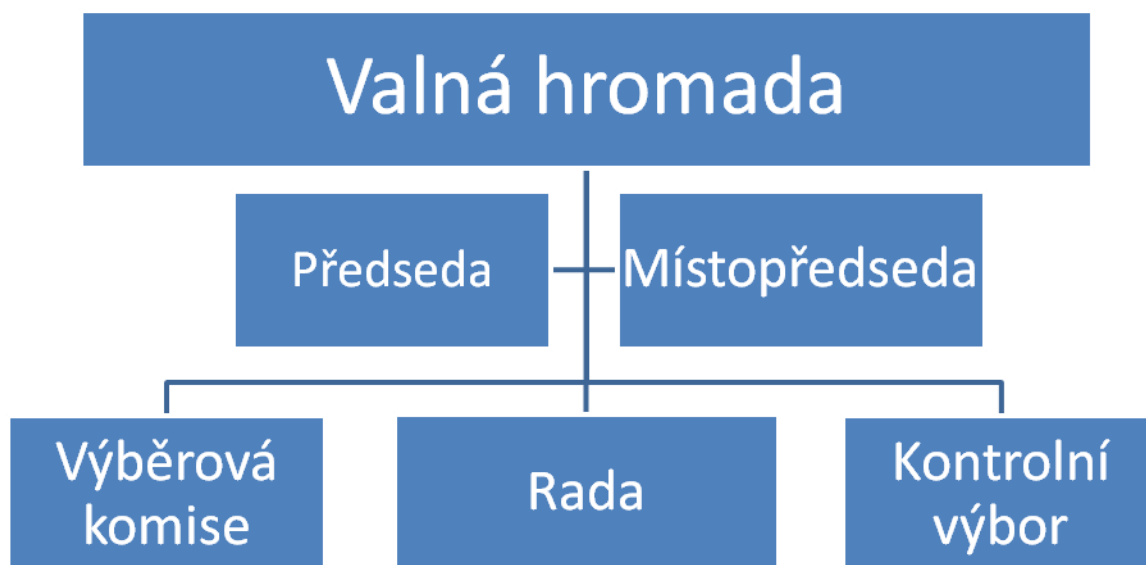 Valná hromada
Předseda
Místopředseda
Výběrová
komise
Rada
Kontrolní
výbor